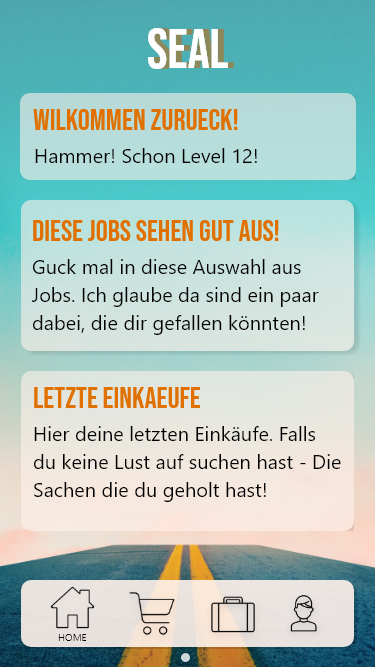 SEAL
WILKOMMEN ZURUECK!
Hammer! Schon Level 12!
DIESE JOBS SEHEN GUT AUS!
Guck mal in diese Auswahl aus
Jobs. Ich glaube da sind ein paar
dabei, die dir gefallen könnten!
LETZTE EINKAEUFE
Hier deine letzten Einkäufe. Falls
du keine Lust auf suchen hast - Die
Sachen die du geholt hast!
HOME